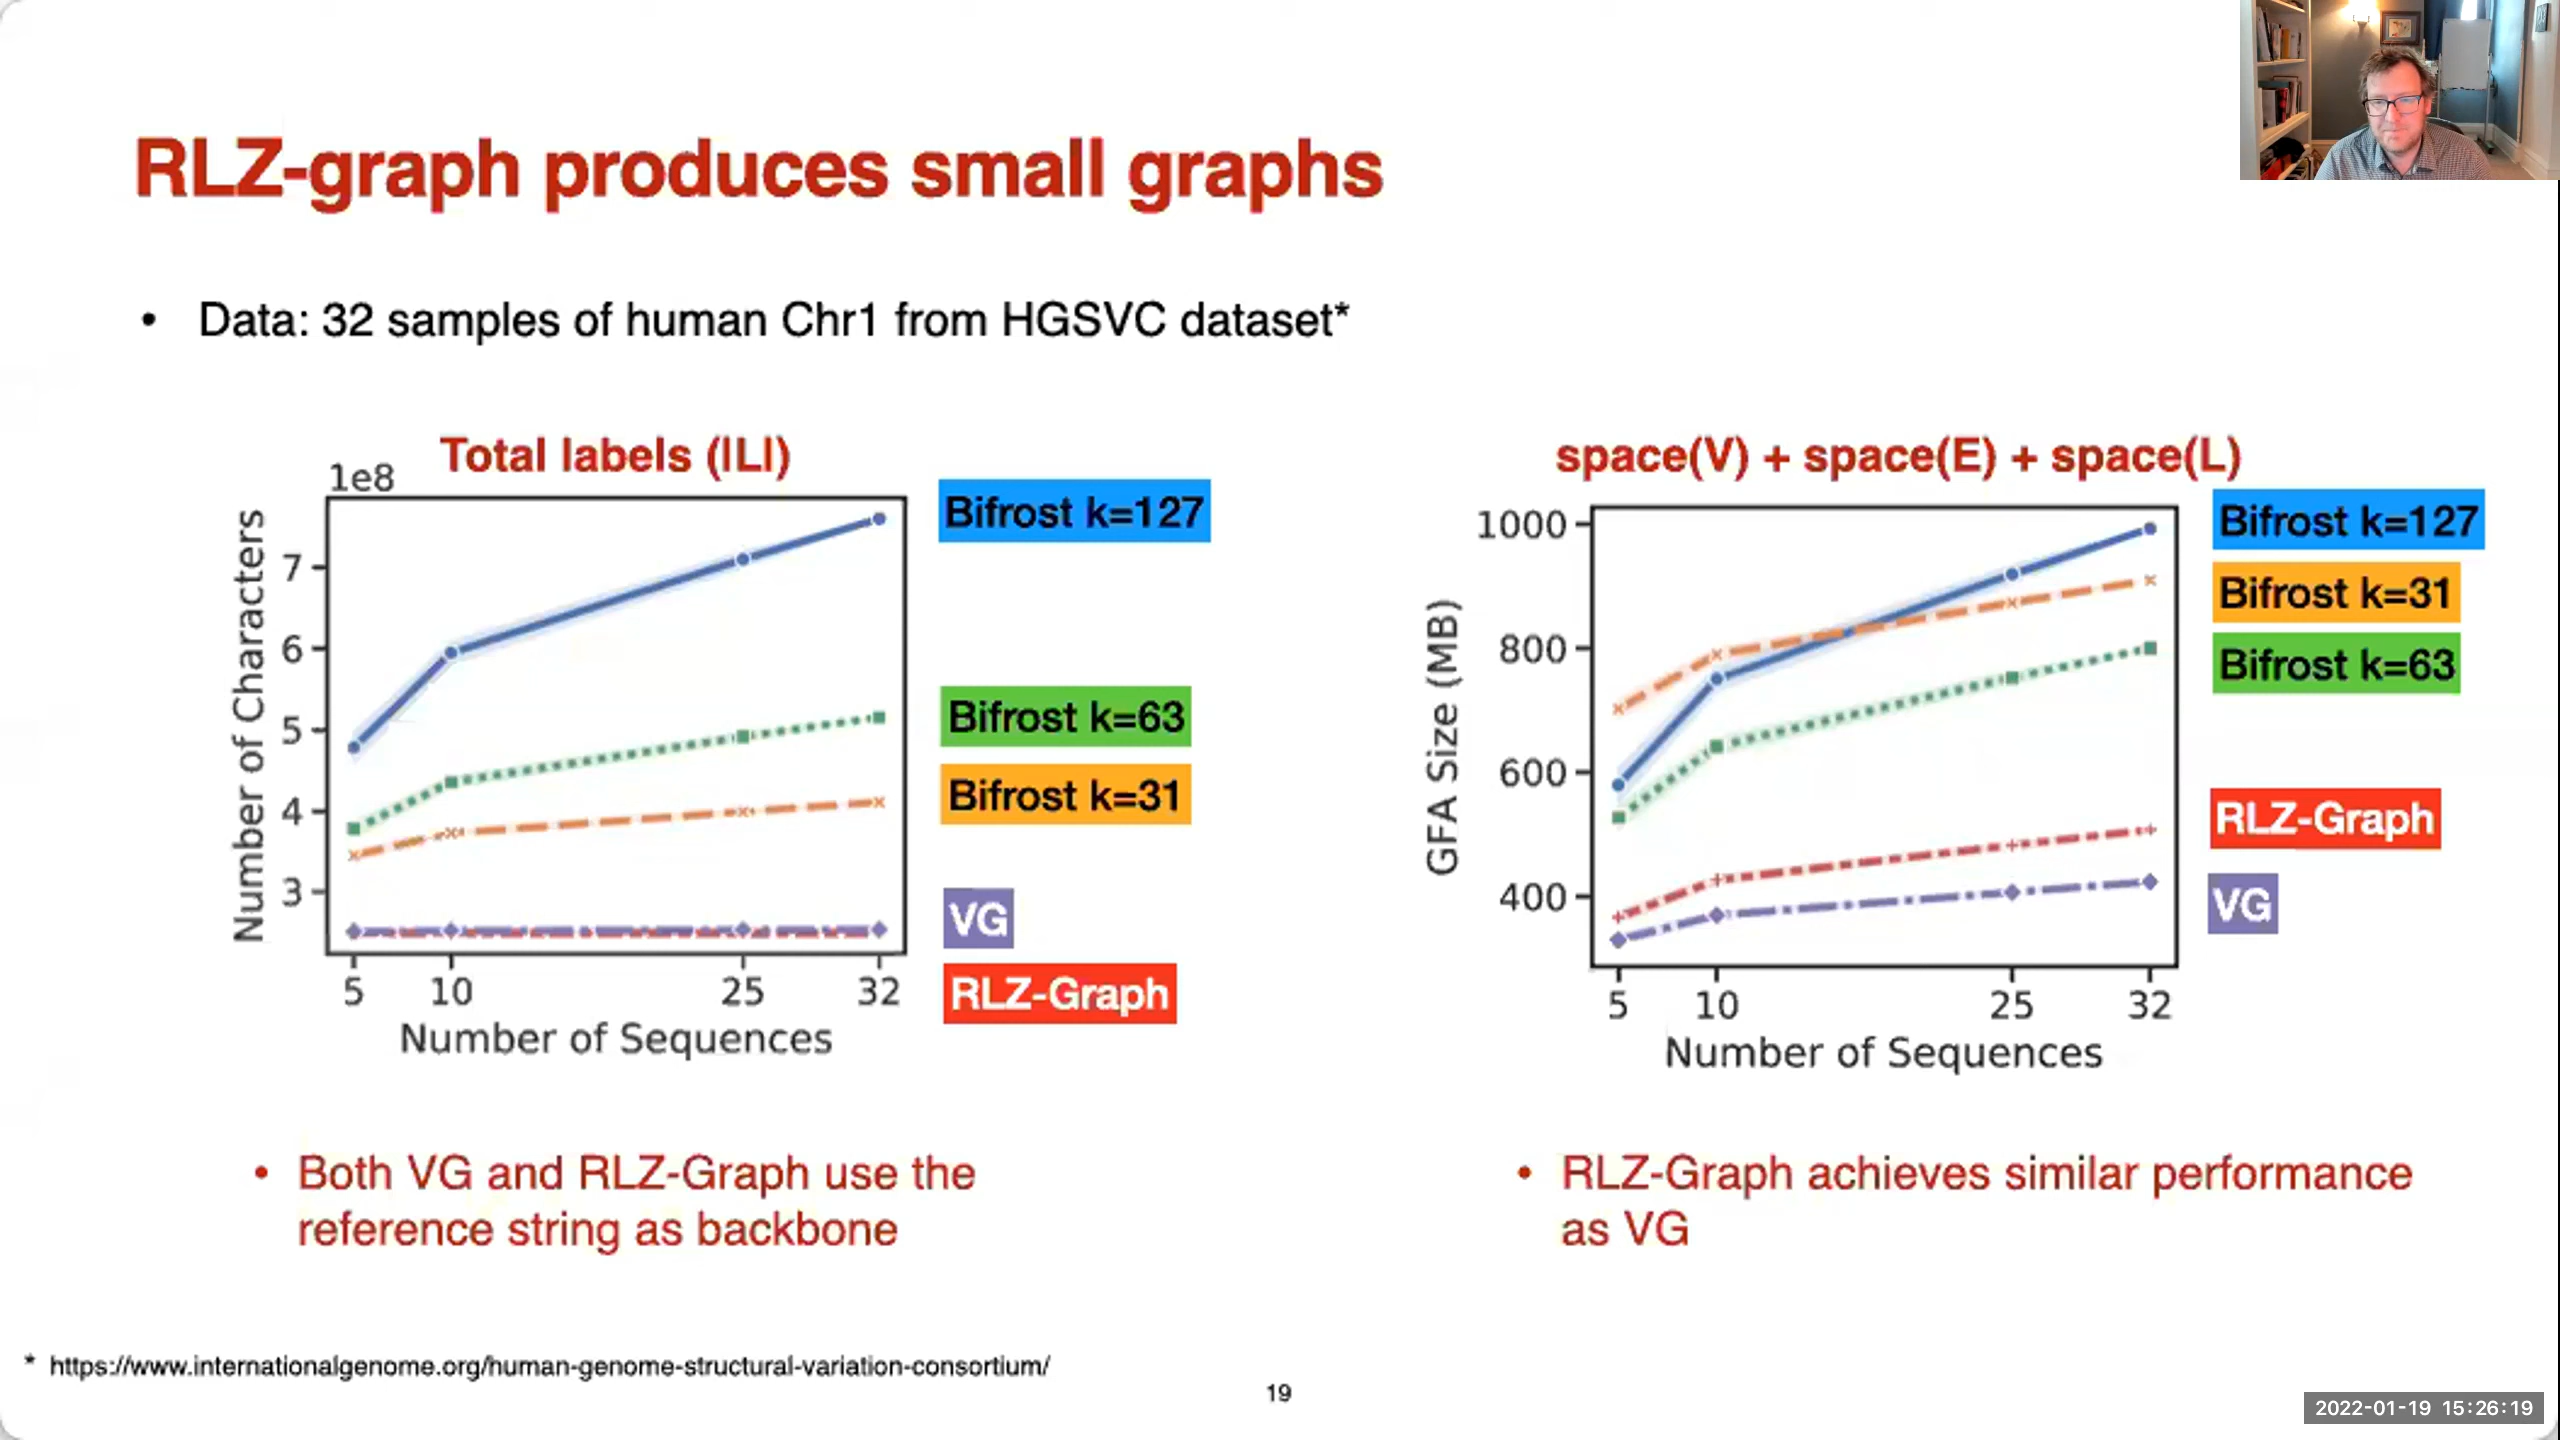 RLZ-graph produces small graphs
• Data: 32 samples of human Chr1 from HGSVC dataset*
Total labels (|L|)
1e8
Number of Characters
7
6
5
4
3
5 10 25 32
Number of Sequences
Bifrost k=127
Bifrost k=63
Bifrost k=31
VG
RLZ-Graph
• Both VG and RLZ-Graph use the
reference string as backbone
space(V) + space(E) + space(L)
GFA Size (MB)
1000
800
600
400
5 10 25 32
Number of Sequences
Bifrost k=127
Bifrost k=31
Bifrost k=63
RLZ-Graph
VG
• RLZ-Graph achieves similar performance
as VG
* https://www.internationalgenome.org/human-genome-structural-variation-consortium/
19
2022-01-19 15:26:19